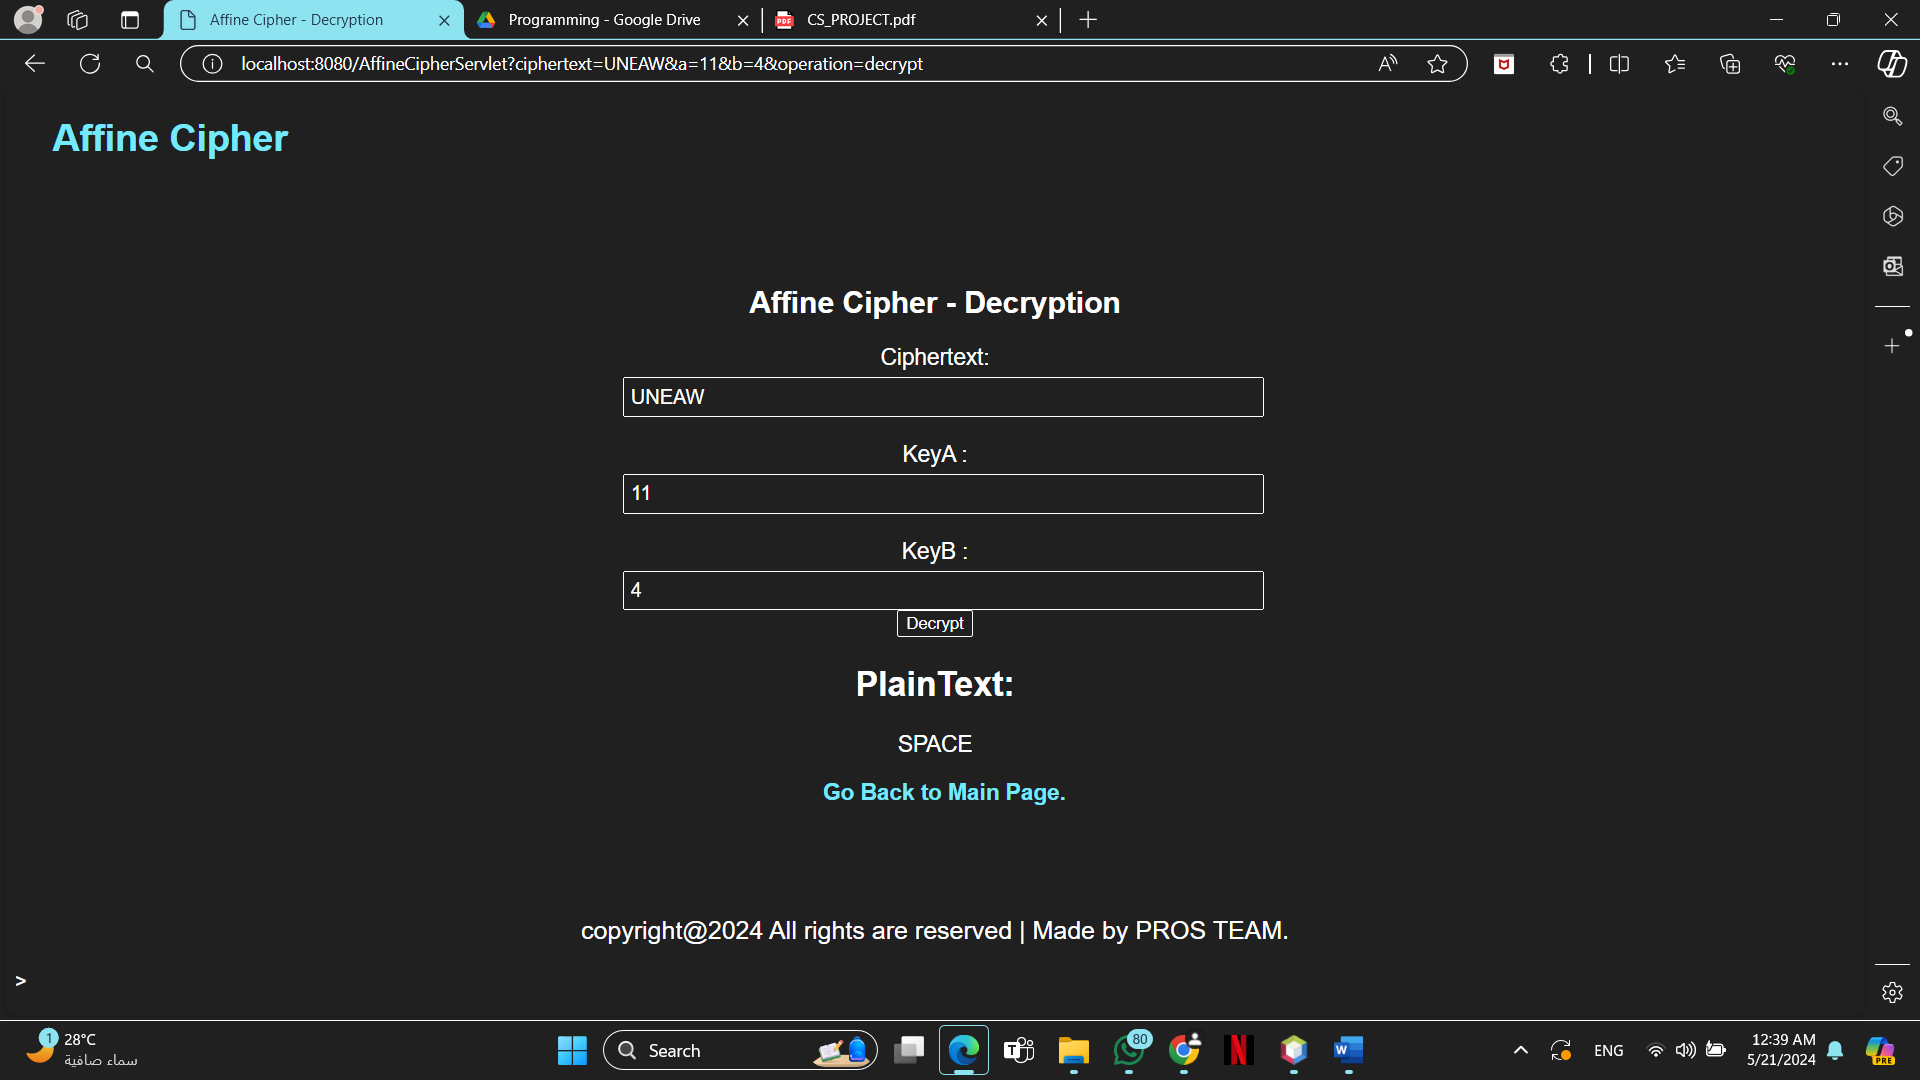 Affine Cipher - Decryption
Programming - Google Drive
PDF
CS_PROJECT.pdf
localhost:8080/AffineCipherServlet?ciphertext=UNEAW&a=11&b=4&operation=decrypt
Affine Cipher
Affine Cipher - Decryption
Ciphertext:
UNEAW
KeyA :
11
KeyB :
4
Decrypt
PlainText:
SPACE
Go Back to Main Page.
copyright@2024 All rights are reserved | Made by PROS TEAM.
>
1
28°C
سماء صافية
Search
80
ENG
12:39 AM
5/21/2024
PRE